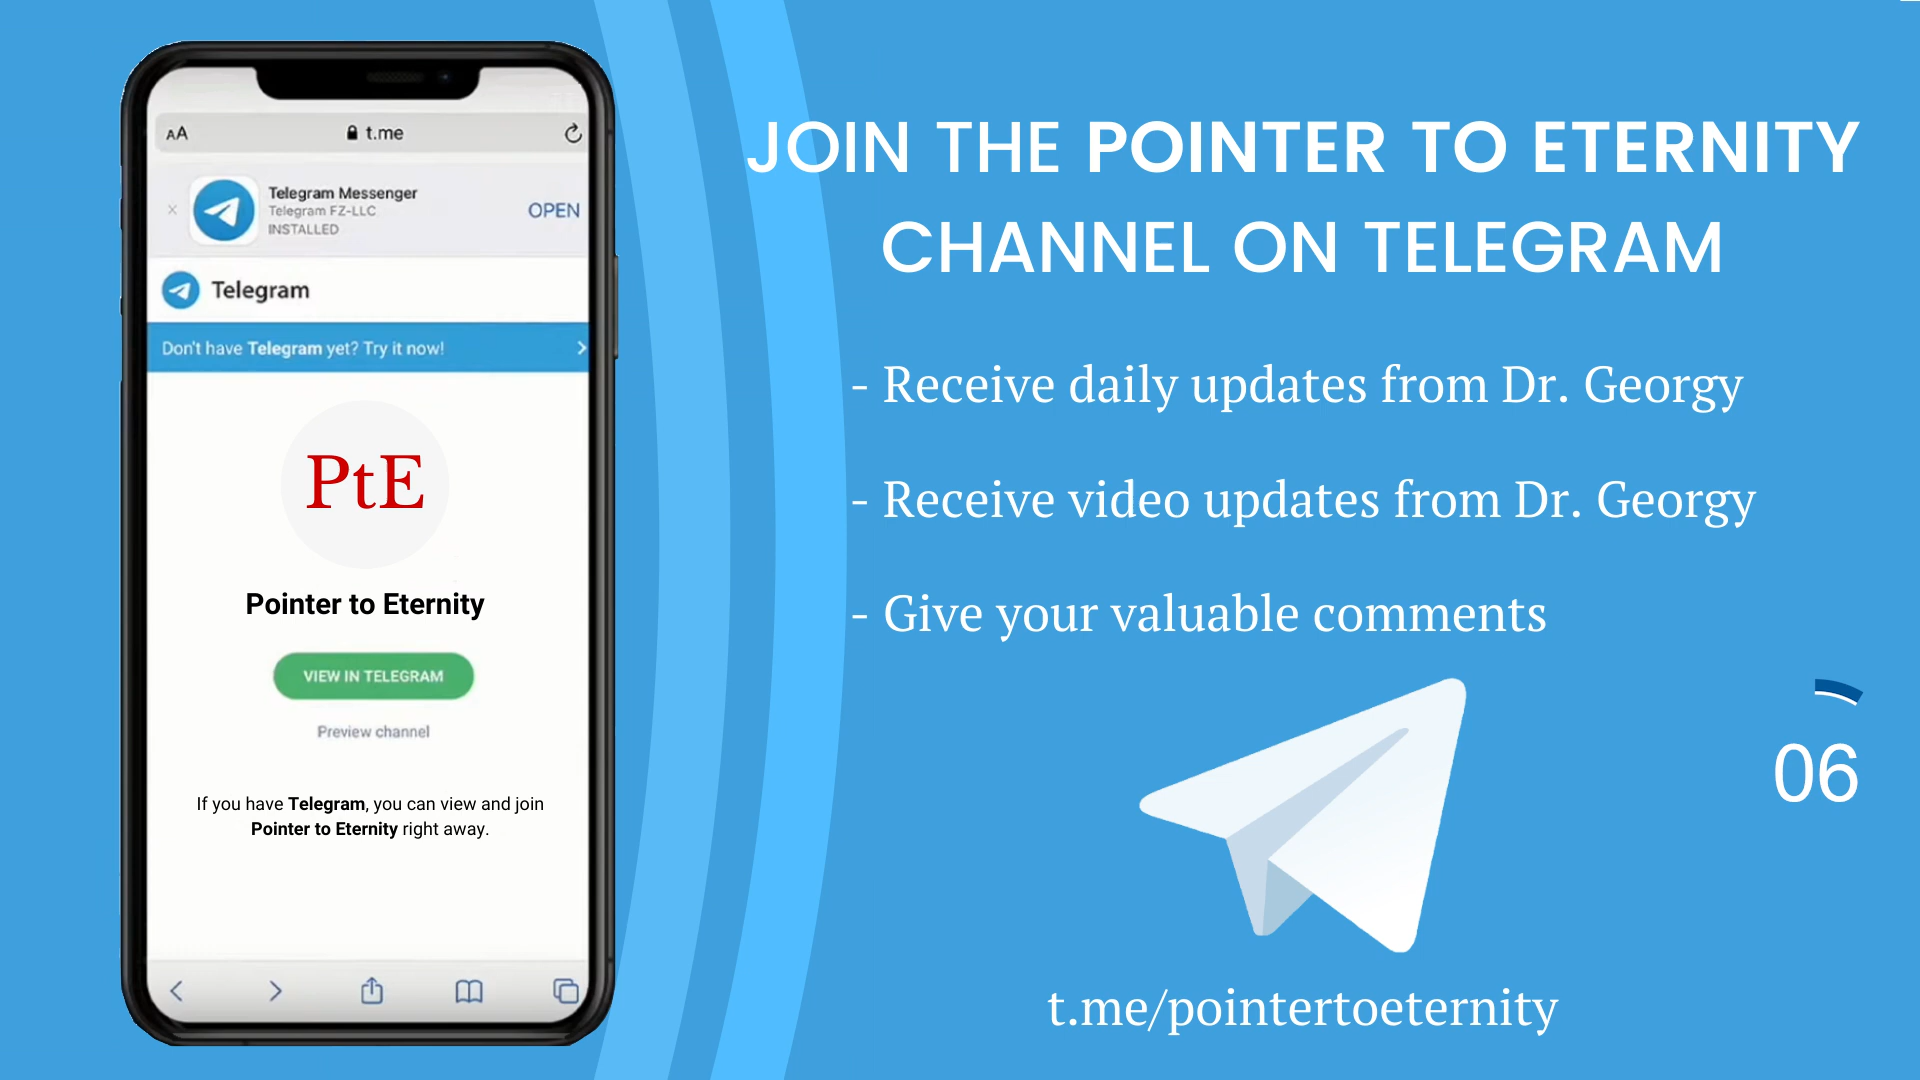 AA
t.me
Telegram Messenger
Telegram FZ-LLC
INSTALLED
OPEN
Telegram
Don't have Telegram yet? Try it now!
PtE
Pointer to Eternity
VIEW IN TELEGRAM
Preview channel
If you have Telegram, you can view and join
Pointer to Eternity right away.
JOIN THE POINTER TO ETERNITY
CHANNEL ON TELEGRAM
- Receive daily updates from Dr. Georgy
- Receive video updates from Dr. Georgy
- Give your valuable comments
06
t.me/pointertoeternity